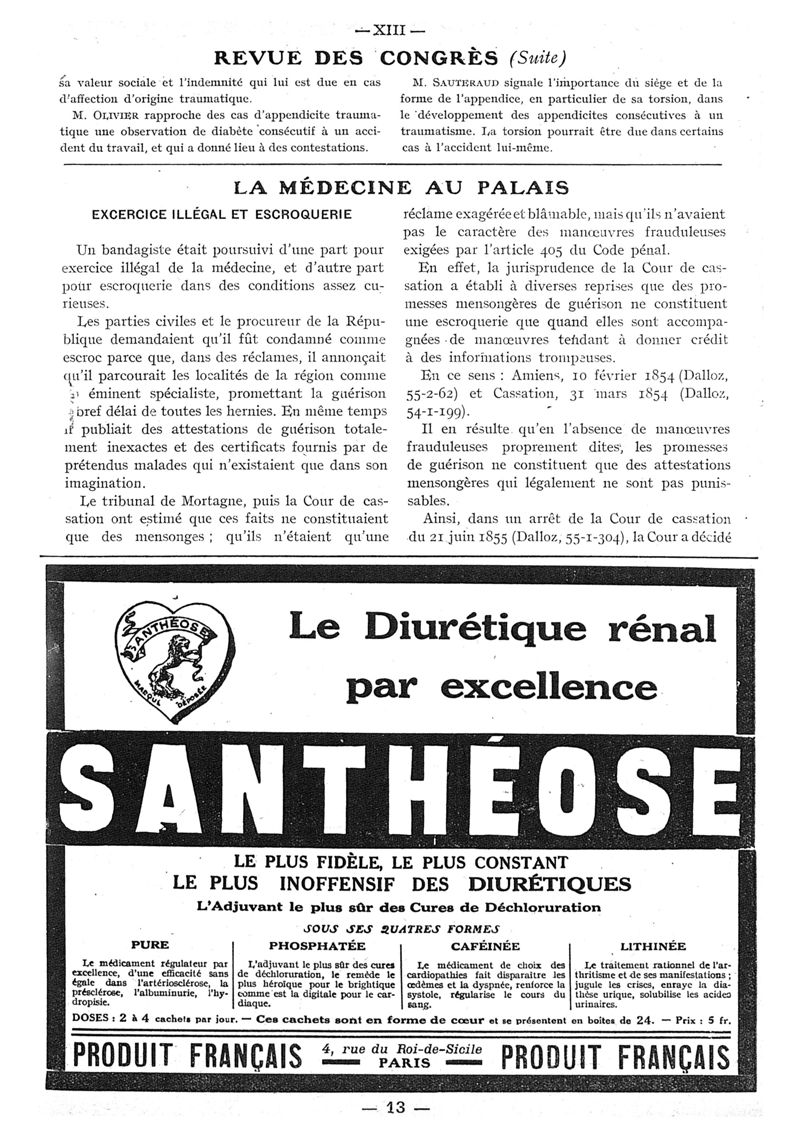 — XIII —
REVUE DES CONGRÈS (Suite)
sa valeur sociale et l'indemnité qui lui est due en cas
d'affection d'origine traumatique.
M. OLIVIER rapproche des cas d'appendicite trauma-
tique une observation de diabète consécutif à un acci-
dent du travail, et qui a donné lieu à des contestations.
M. SAUTERAUD signale l'importance du siège et de la
forme de l'appendice, en particulier de sa torsion, dans
le développement des appendicites consécutives à un
traumatisme. La torsion pourrait être due dans certains
cas à l'accident lui-même.
LA MÉDECINE AU PALAIS
EXCERCICE ILLÉGAL ET ESCROQUERIE
Un bandagiste était poursuivi d'une part pour
exercice illégal de la médecine, et d'autre part
pour escroquerie dans des conditions assez cu-
rieuses.
Les parties civiles et le procureur de la Répu-
blique demandaient qu'il fût condamné comme
escroc parce que, dans des réclames, il annonçait
qu'il parcourait les localités de la région comme
éminent spécialiste, promettant la guérison
à bref délai de toutes les hernies. En même temps
il publiait des attestations de guérison totale-
ment inexactes et des certificats fournis par de
prétendus malades qui n'existaient que dans son
imagination.
Le tribunal de Mortagne, puis la Cour de cas-
sation ont estimé que ces faits ne constituaient
que des mensonges ; qu'ils n'étaient qu'une
réclame exagérée et blâmable, mais qu'ils n'avaient
pas le caractère des manœuvres frauduleuses
exigées par l'article 405 du Code pénal.
En effet, la jurisprudence de la Cour de cas-
sation a établi à diverses reprises que des pro-
messes mensongères de guérison ne constituent
une escroquerie que quand elles sont accompa-
gnées de manœuvres tendant à donner crédit
à des informations trompeuses.
En ce sens : Amiens, 10 février 1854 (Dalloz,
55-2-62) et Cassation, 31 mars 1854 (Dalloz,
54-1-199).
Il en résulte qu'en l'absence de manœuvres
frauduleuses proprement dites, les promesses
de guérison ne constituent que des attestations
mensongères qui légalement ne sont pas punis-
sables.
Ainsi, dans un arrêt de la Cour de cassation
du 21 juin 1855 (Dalloz, 55-1-304), la Cour a décidé
SANTHÉOSE
MARQUE DÉPOSÉE
Le Diurétique rénal
par excellence
SANTHÉOSE
LE PLUS FIDÈLE, LE PLUS CONSTANT
LE PLUS INOFFENSIF DES DIURÉTIQUES
L'Adjuvant le plus sûr des Cures de Déchloruration
SOUS SES QUATRES FORMES
PURE
Le médicament régulateur par
excellence, d'une efficacité sans
égale dans l'artériosclérose, la
présclérose, l'albuminurie, l'hy-
dropisie.
PHOSPHATÉE
L'adjuvant le plus sûr des cures
de déchloruration, le remède le
plus héroïque pour le brightique
comme est la digitale pour le car-
diaque.
CAFÉINÉE
Le médicament de choix des
cardiopathies fait disparaître les
œdèmes et la dyspnée, renforce la
systole, régularise le cours du
sang.
LITHINÉE
Le traitement rationnel de l'ar-
thritisme et de ses manifestations ;
jugule les crises, enraye la dia-
thèse urique, solubilise les acides
urinaires.
DOSES : 2 à 4 cachets par jour. — Ces cachets sont en forme de cœur et se présentent en boites de 24. — Prix : 5 fr.
PRODUIT FRANÇAIS
4, rue du Roi-de-Sicile
PARIS
PRODUIT FRANÇAIS
— 13 —